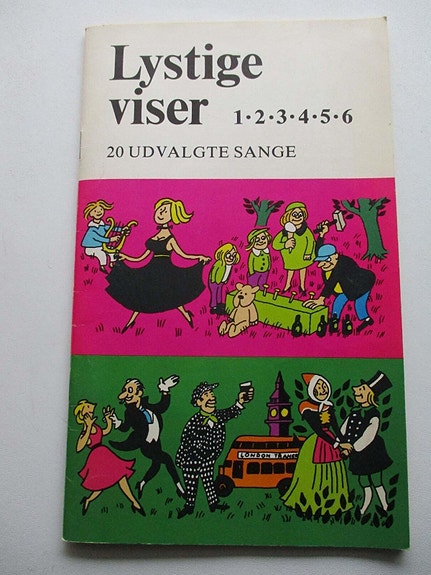 Lystige
viser 1·2·3·4·5·6
20 UDVALGTE SANGE
LONDON TRANS